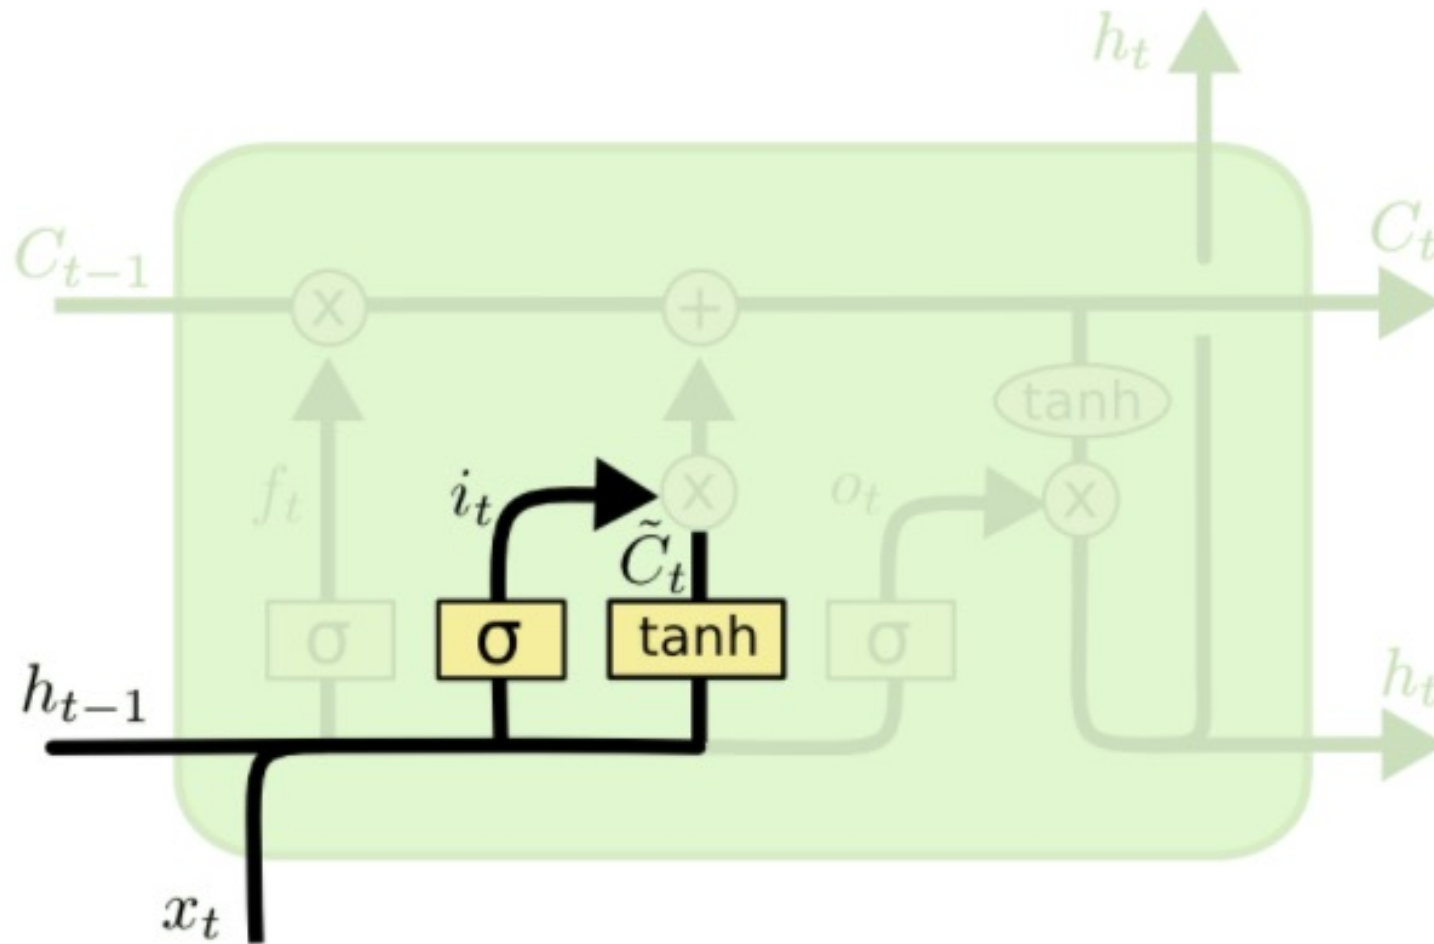 h_t
C_{t-1}
C_t
x
+
tanh
f_t
i_t
x
o_t
x
C̃_t
σ
σ
tanh
σ
h_{t-1}
h_t
x_t